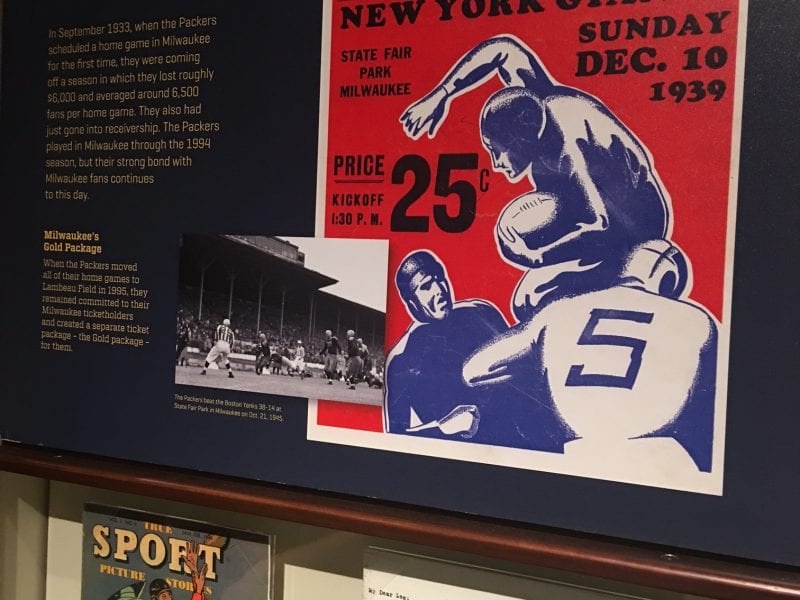 In September 1933, when the Packers
scheduled a home game in Milwaukee
for the first time, they were coming
off a season in which they lost roughly
$6,000 and averaged around 6,500
fans per home game. They also had
just gone into receivership. The Packers
played in Milwaukee through the 1994
season, but their strong bond with
Milwaukee fans continues
to this day.
Milwaukee's
Gold Package
When the Packers moved
all of their home games to
Lambeau Field in 1995, they
remained committed to their
Milwaukee ticketholders
and created a separate ticket
package – the Gold package –
for them.
The Packers beat the Boston Yanks 38-14 at
State Fair Park in Milwaukee on Oct. 21, 1945.
NEW YORK
SUNDAY
DEC. 10
1939
STATE FAIR
PARK
MILWAUKEE
PRICE
25c
KICKOFF
1:30 P. M.
5
TRUE
SPORT
PICTURE STORIES
Mr Dear Log: